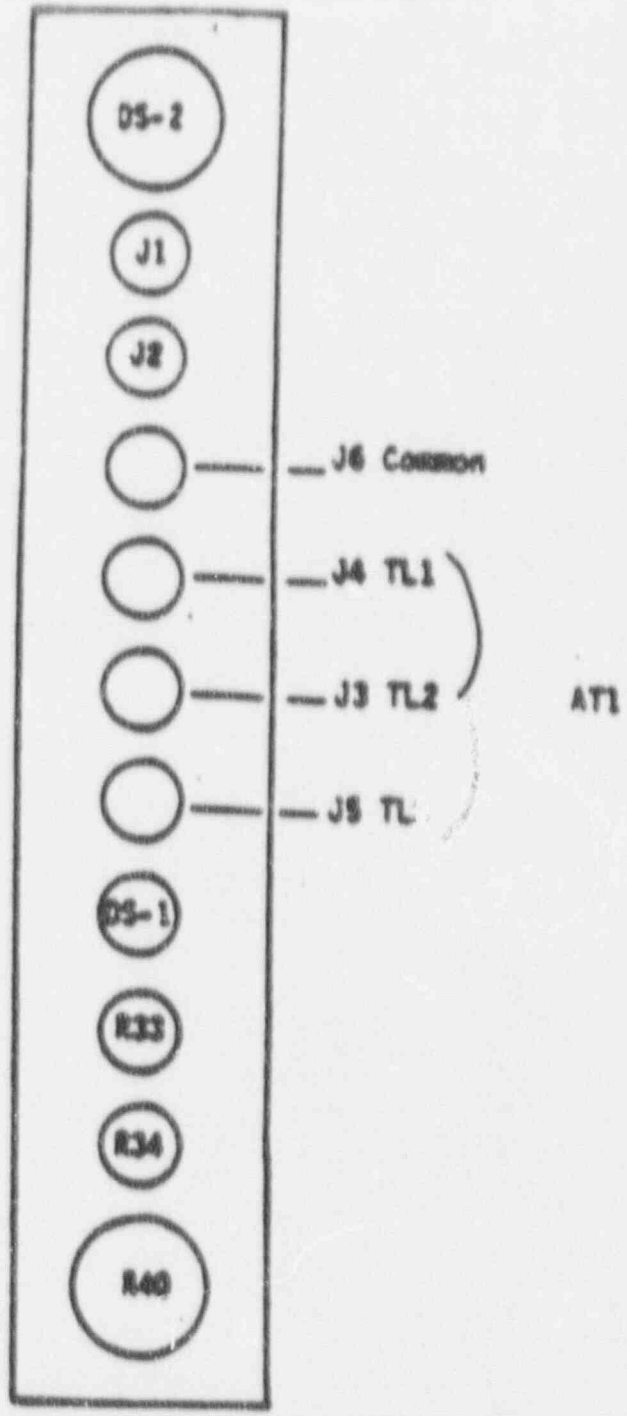 DS-2
J1
J2
J6 Common
J4 TL1
J3 TL2
AT1
J5 TL
DS-1
R33
R34
R40